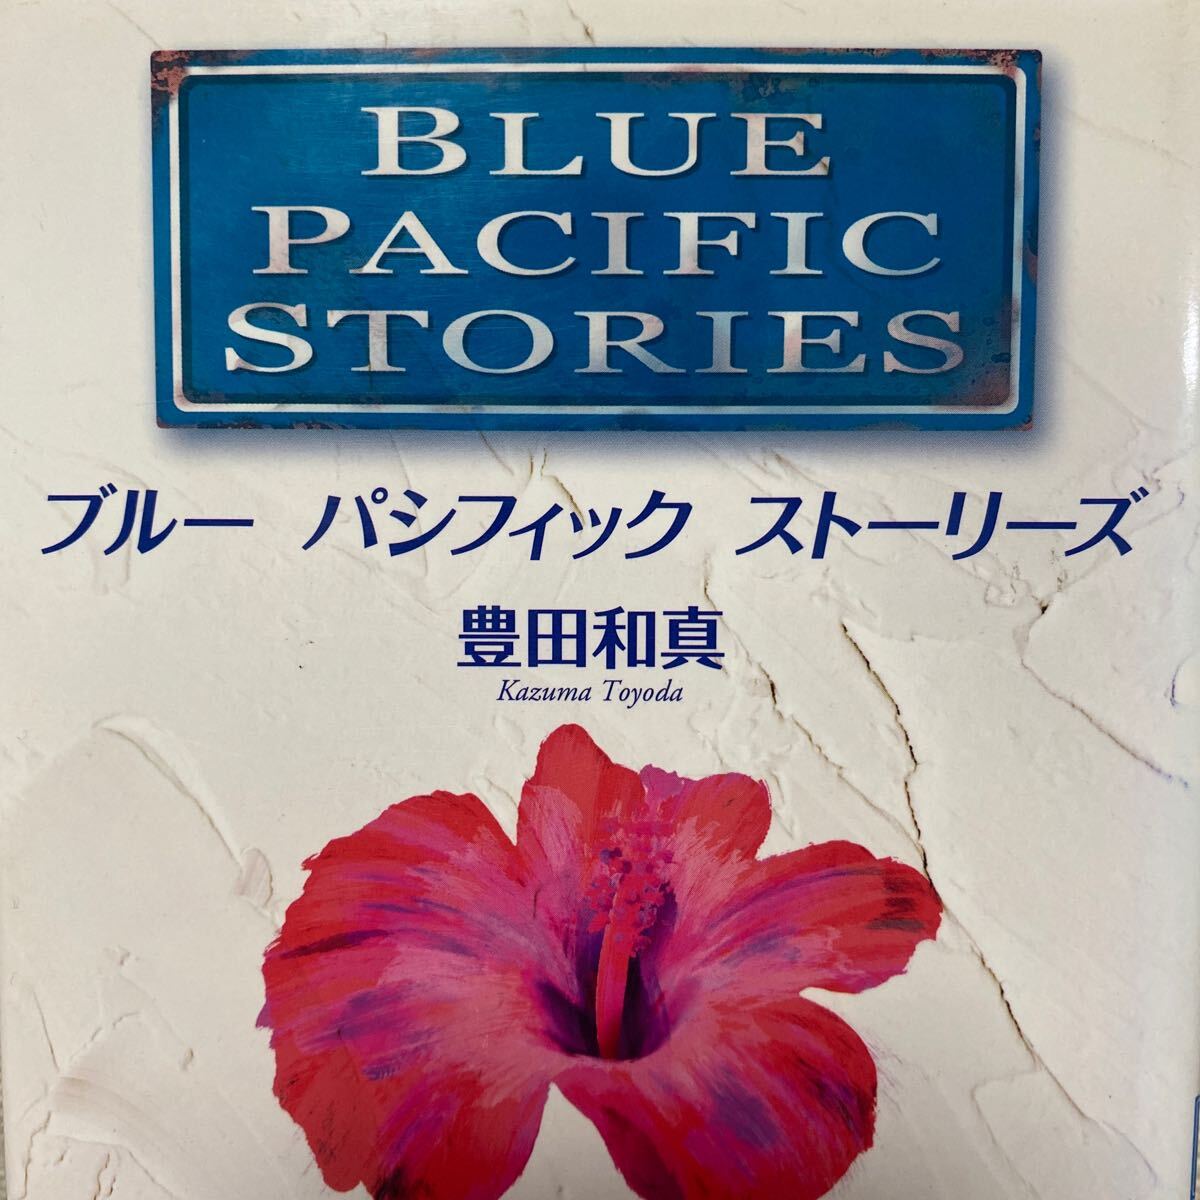 BLUE
PACIFIC
STORIES
ブルー パシフィック ストーリーズ
豊田和真
Kazuma Toyoda